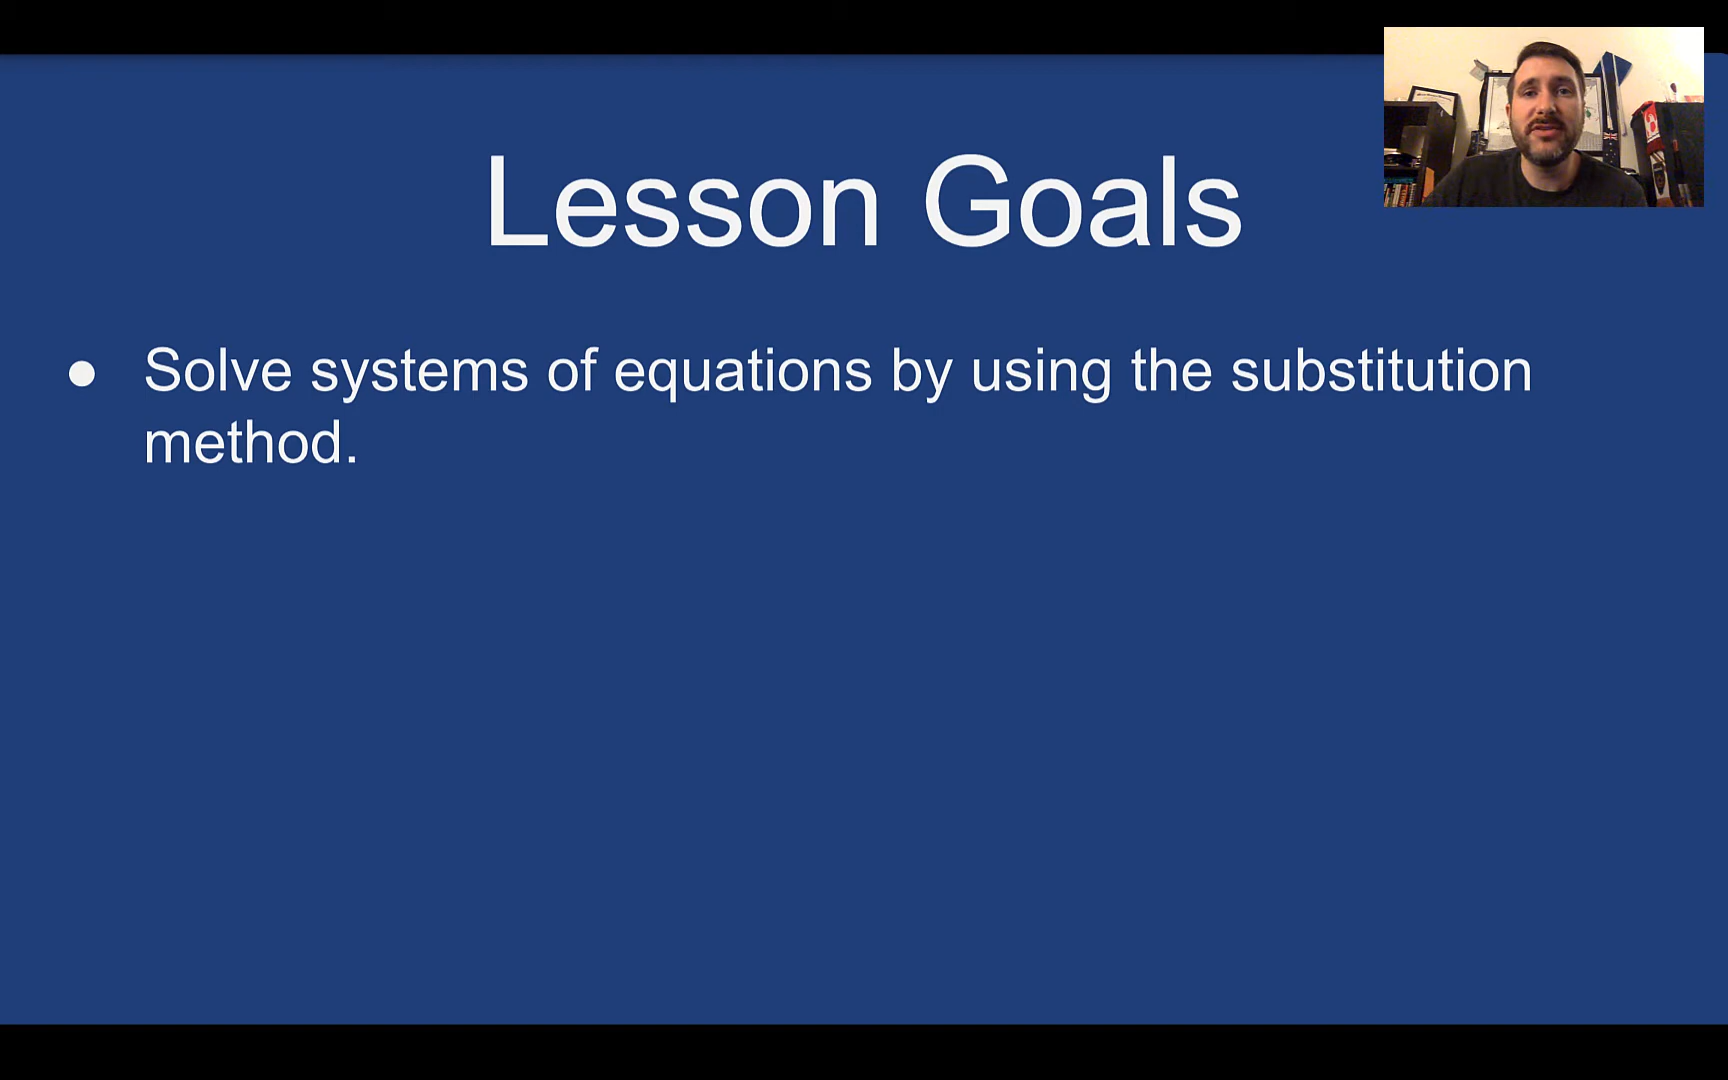 Lesson Goals
● Solve systems of equations by using the substitution
method.